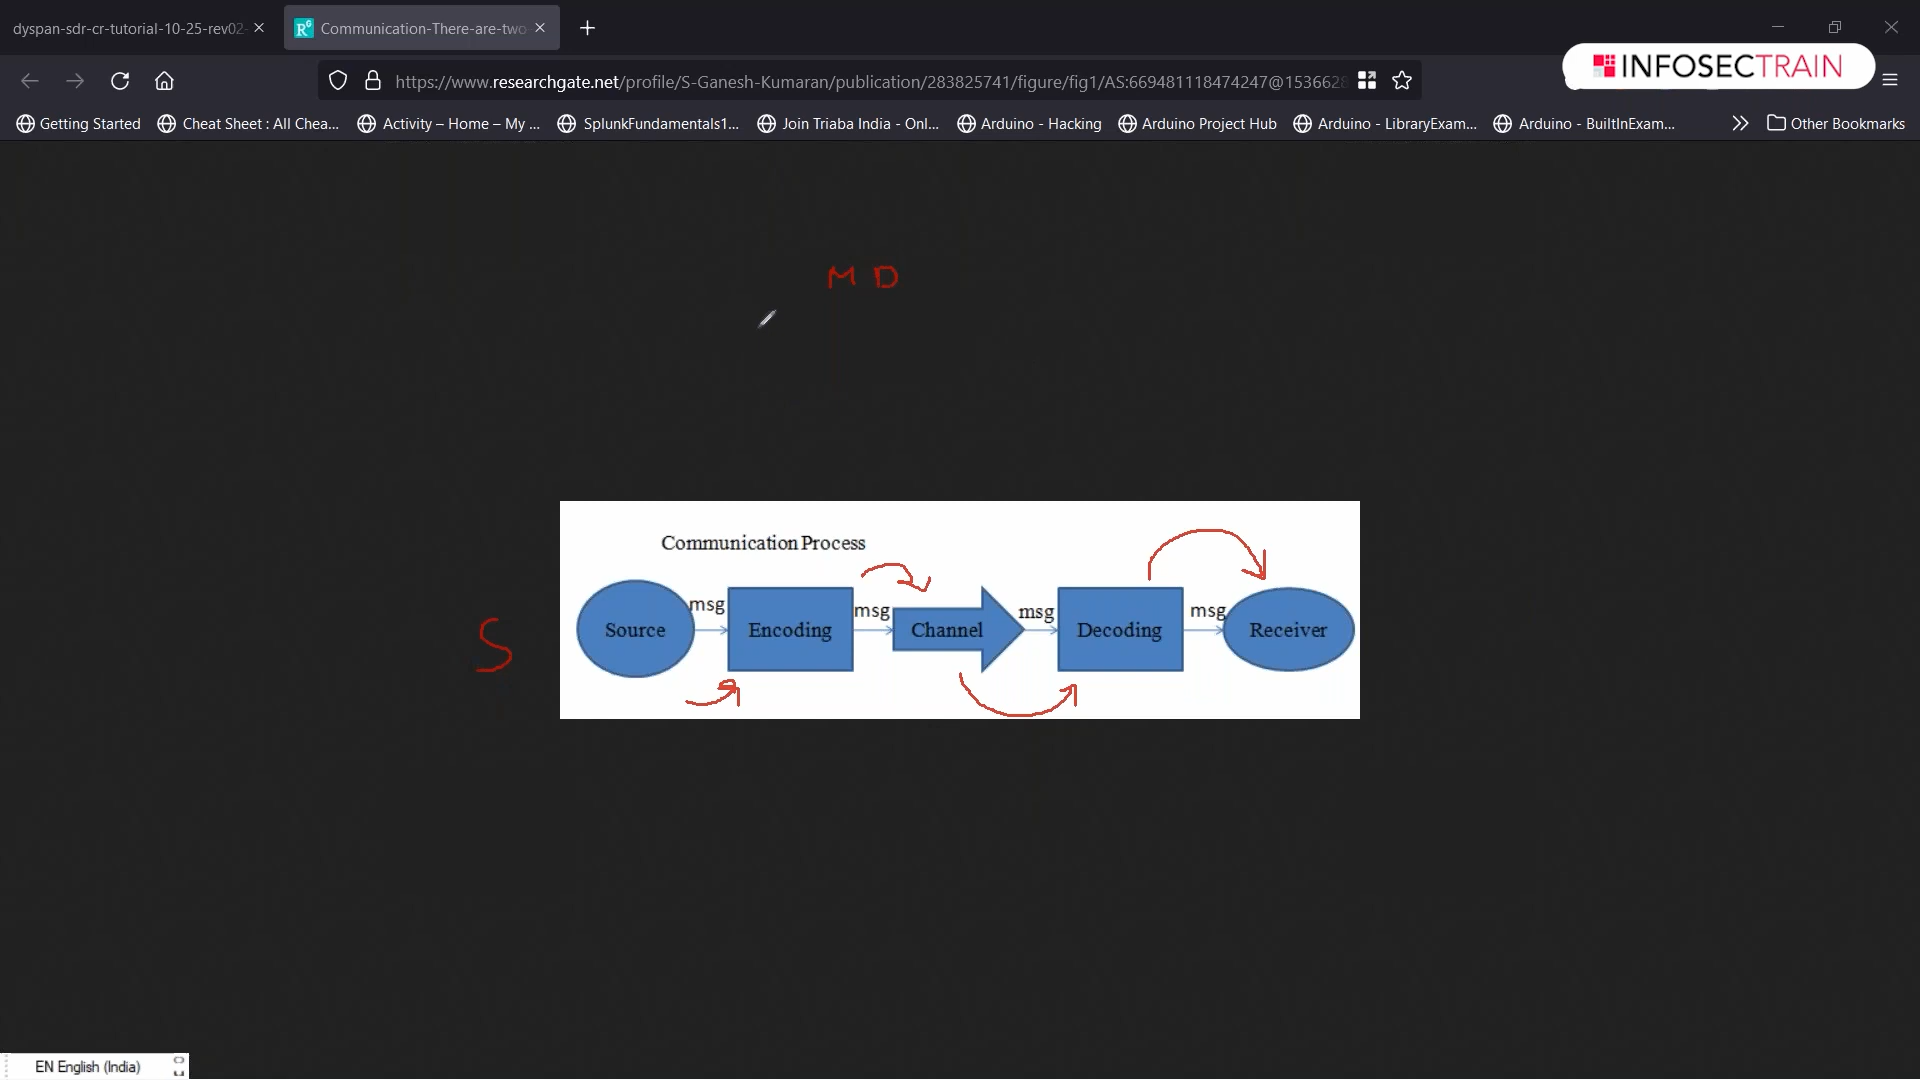 dyspan-sdr-cr-tutorial-10-25-rev02-
Communication-There-are-two
https://www.researchgate.net/profile/S-Ganesh-Kumaran/publication/283825741/figure/fig1/AS:669481118474247@1536628
INFOSECTRAIN
Getting Started Cheat Sheet : All Chea... Activity – Home – My ... SplunkFundamentals1... Join Triaba India - Onl... Arduino - Hacking Arduino Project Hub Arduino - LibraryExam... Arduino - BuiltInExam... Other Bookmarks
M D
Communication Process
S
Source msg Encoding msg Channel msg Decoding msg Receiver
EN English (India)